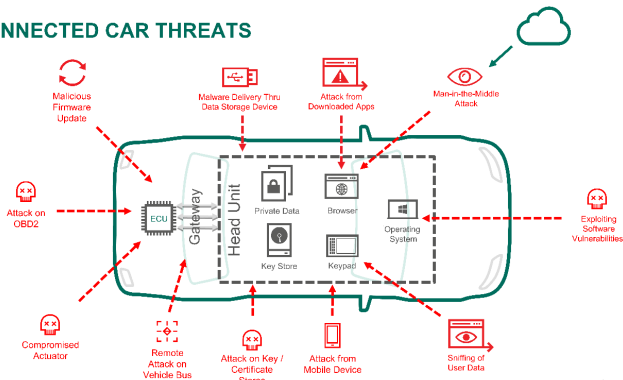 NNECTED CAR THREATS
Malicious
Firmware
Update
Malware Delivery Thru
Data Storage Device
Attack from
Downloaded Apps
Man-in-the-Middle
Attack
Attack on
OBD2
ECU
Gateway
Head Unit
Private Data
Browser
Operating
System
Key Store
Keypad
Exploiting
Software
Vulnerabilities
Compromised
Actuator
Remote
Attack on
Vehicle Bus
Attack on Key /
Certificate
Stores
Attack from
Mobile Device
Sniffing of
User Data